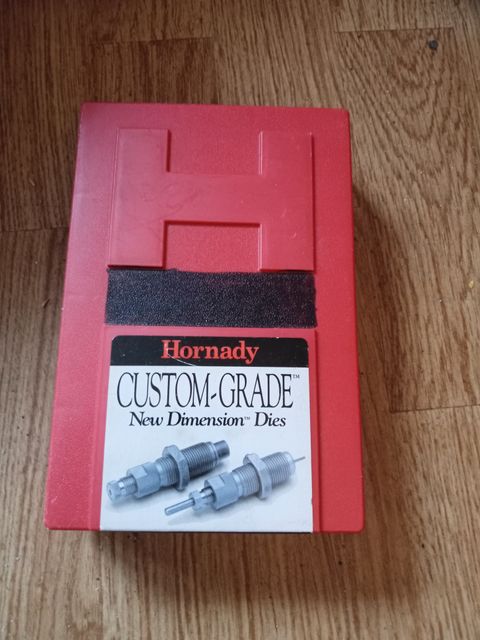 H
Hornady
CUSTOM-GRADE™
New Dimension™ Dies